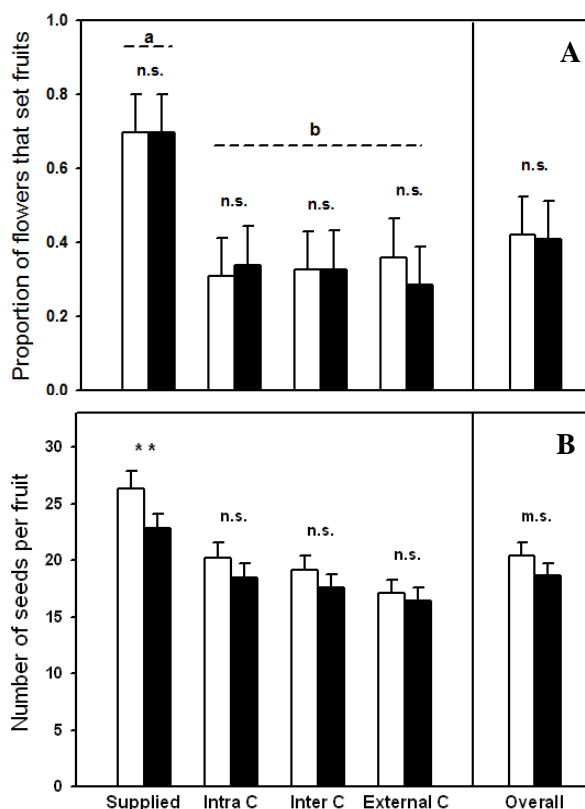 1.0
a
A
n.s.
0.8
b
0.6
n.s.
n.s.
n.s.
n.s.
0.4
0.2
0.0
Proportion of flowers that set fruits
B
30
**
25
n.s.
n.s.
n.s.
m.s.
20
15
10
5
0
Number of seeds per fruit
Supplied Intra C Inter C External C Overall